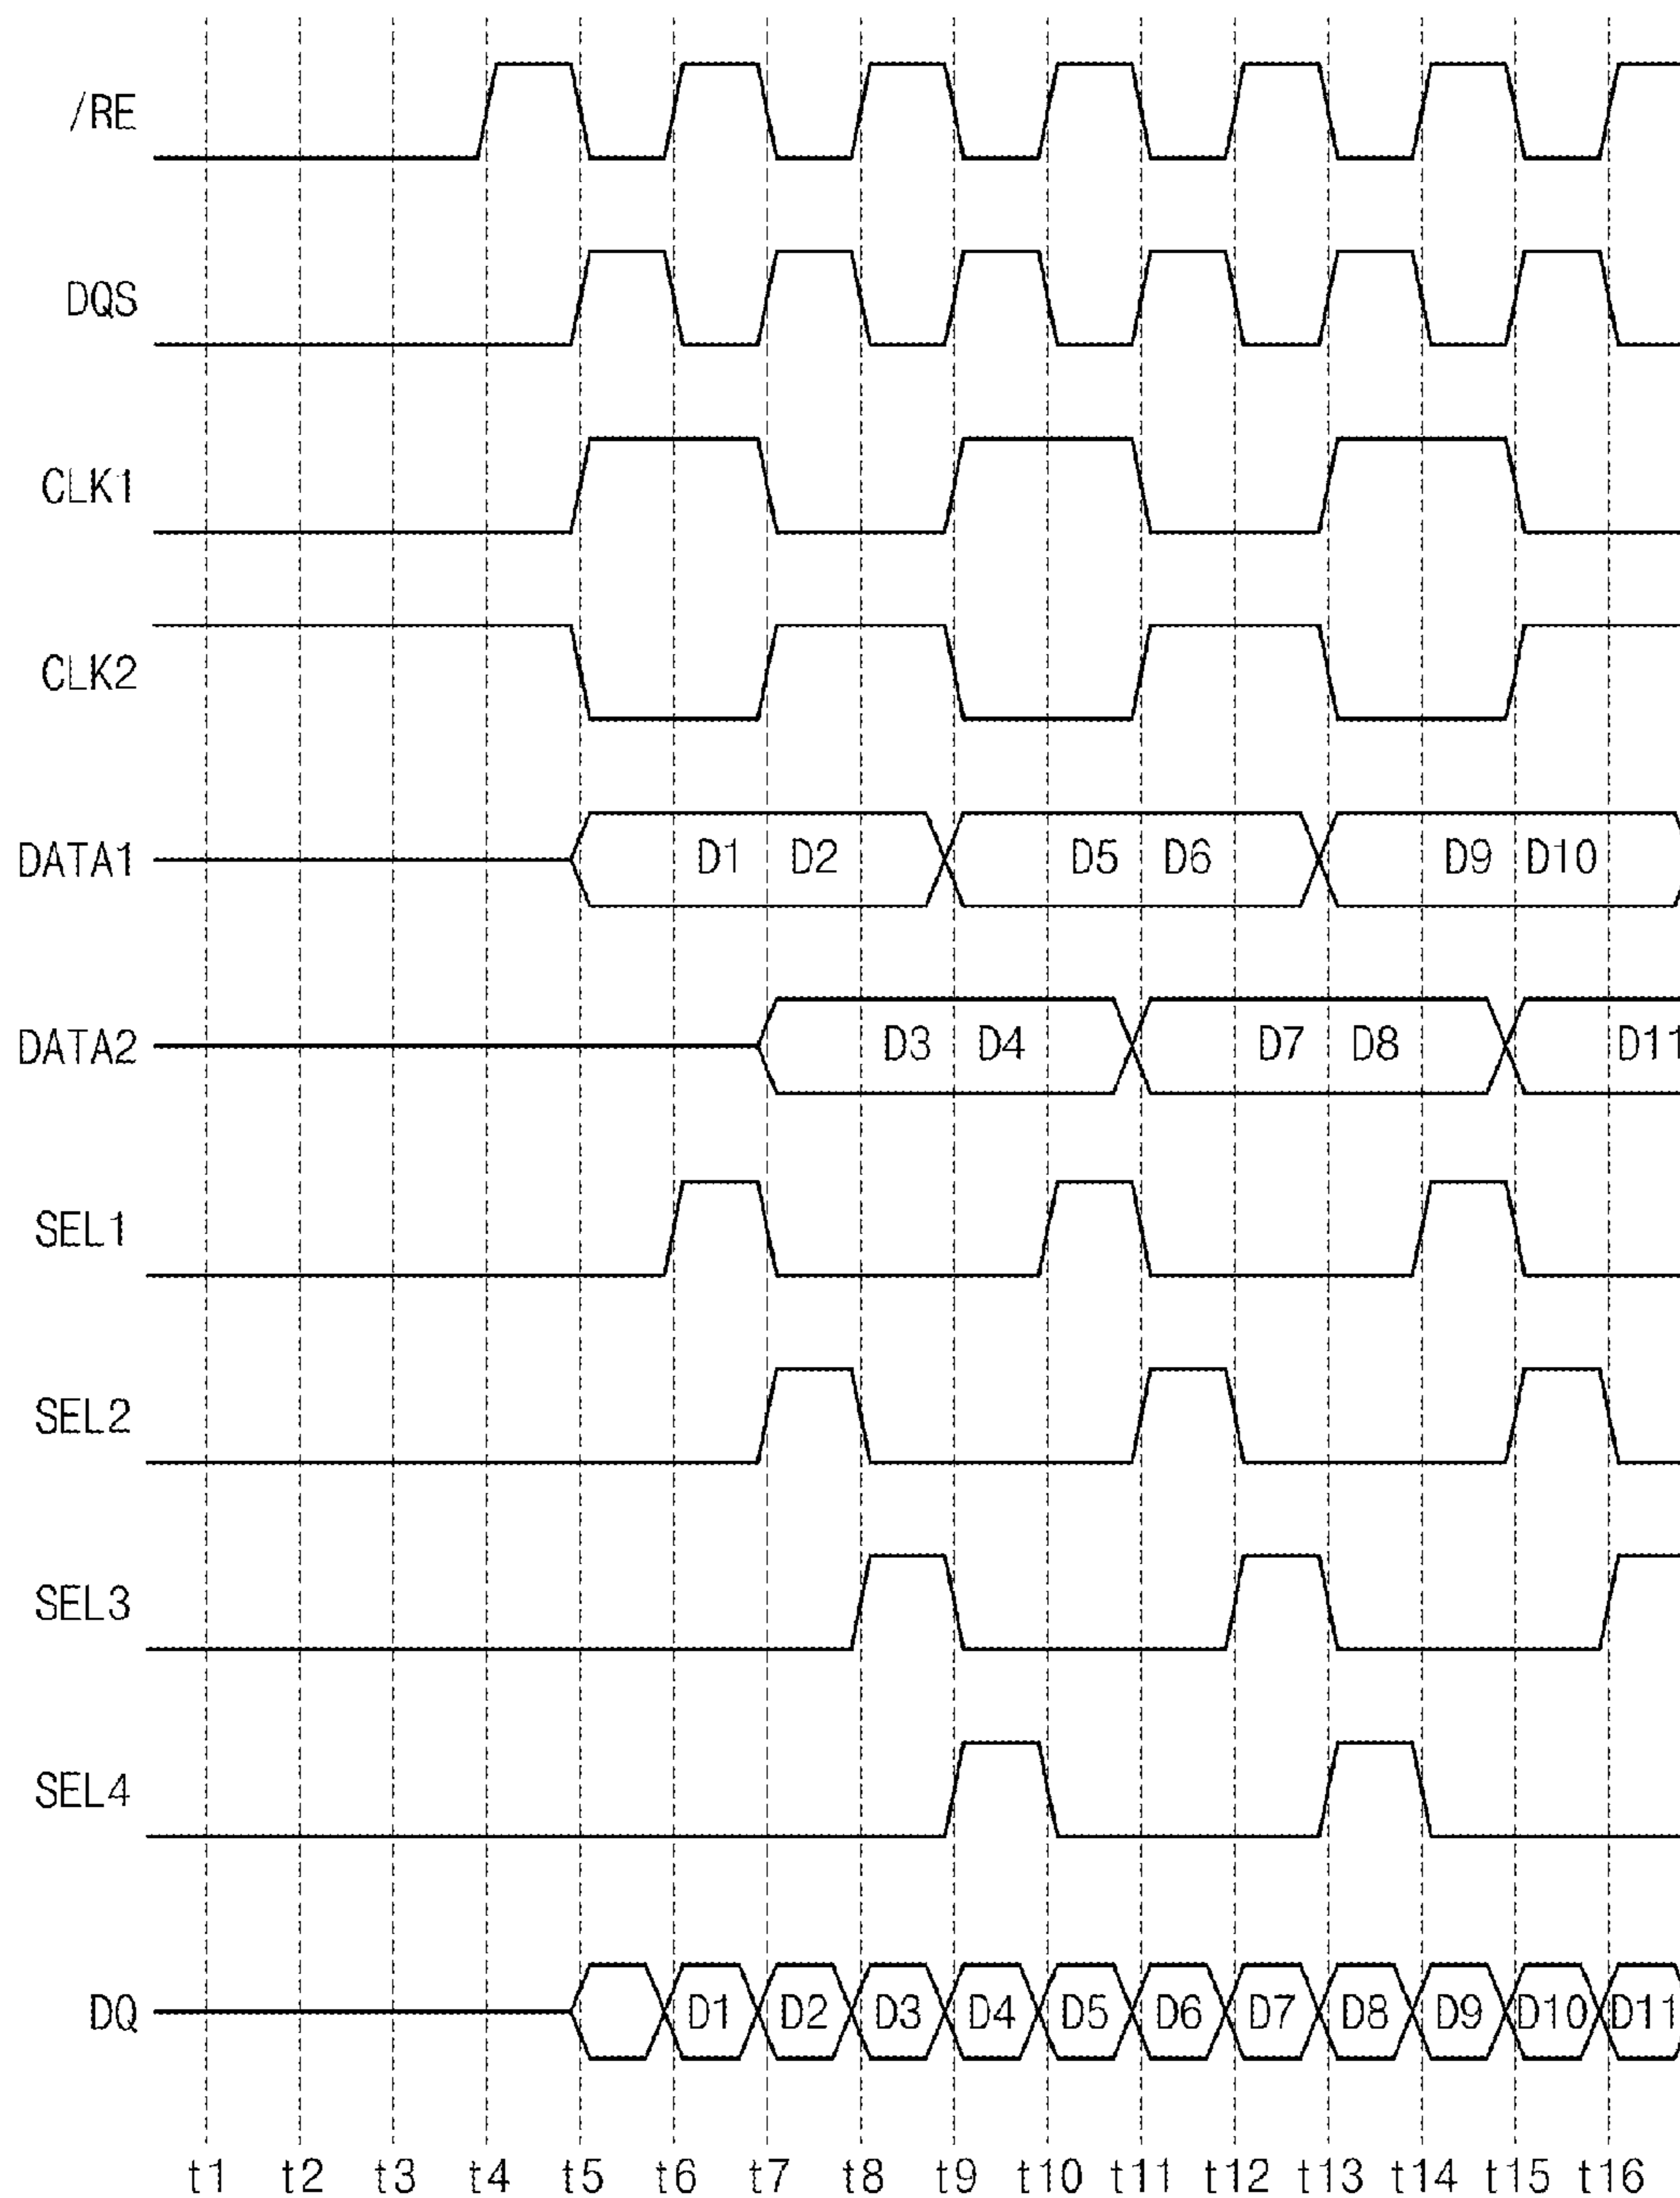 /RE
DQS
CLK1
CLK2
DATA1 D1 D2 D5 D6 D9 D10
DATA2 D3 D4 D7 D8 D11
SEL1
SEL2
SEL3
SEL4
DQ D1 D2 D3 D4 D5 D6 D7 D8 D9 D10 D11
t1 t2 t3 t4 t5 t6 t7 t8 t9 t10 t11 t12 t13 t14 t15 t16